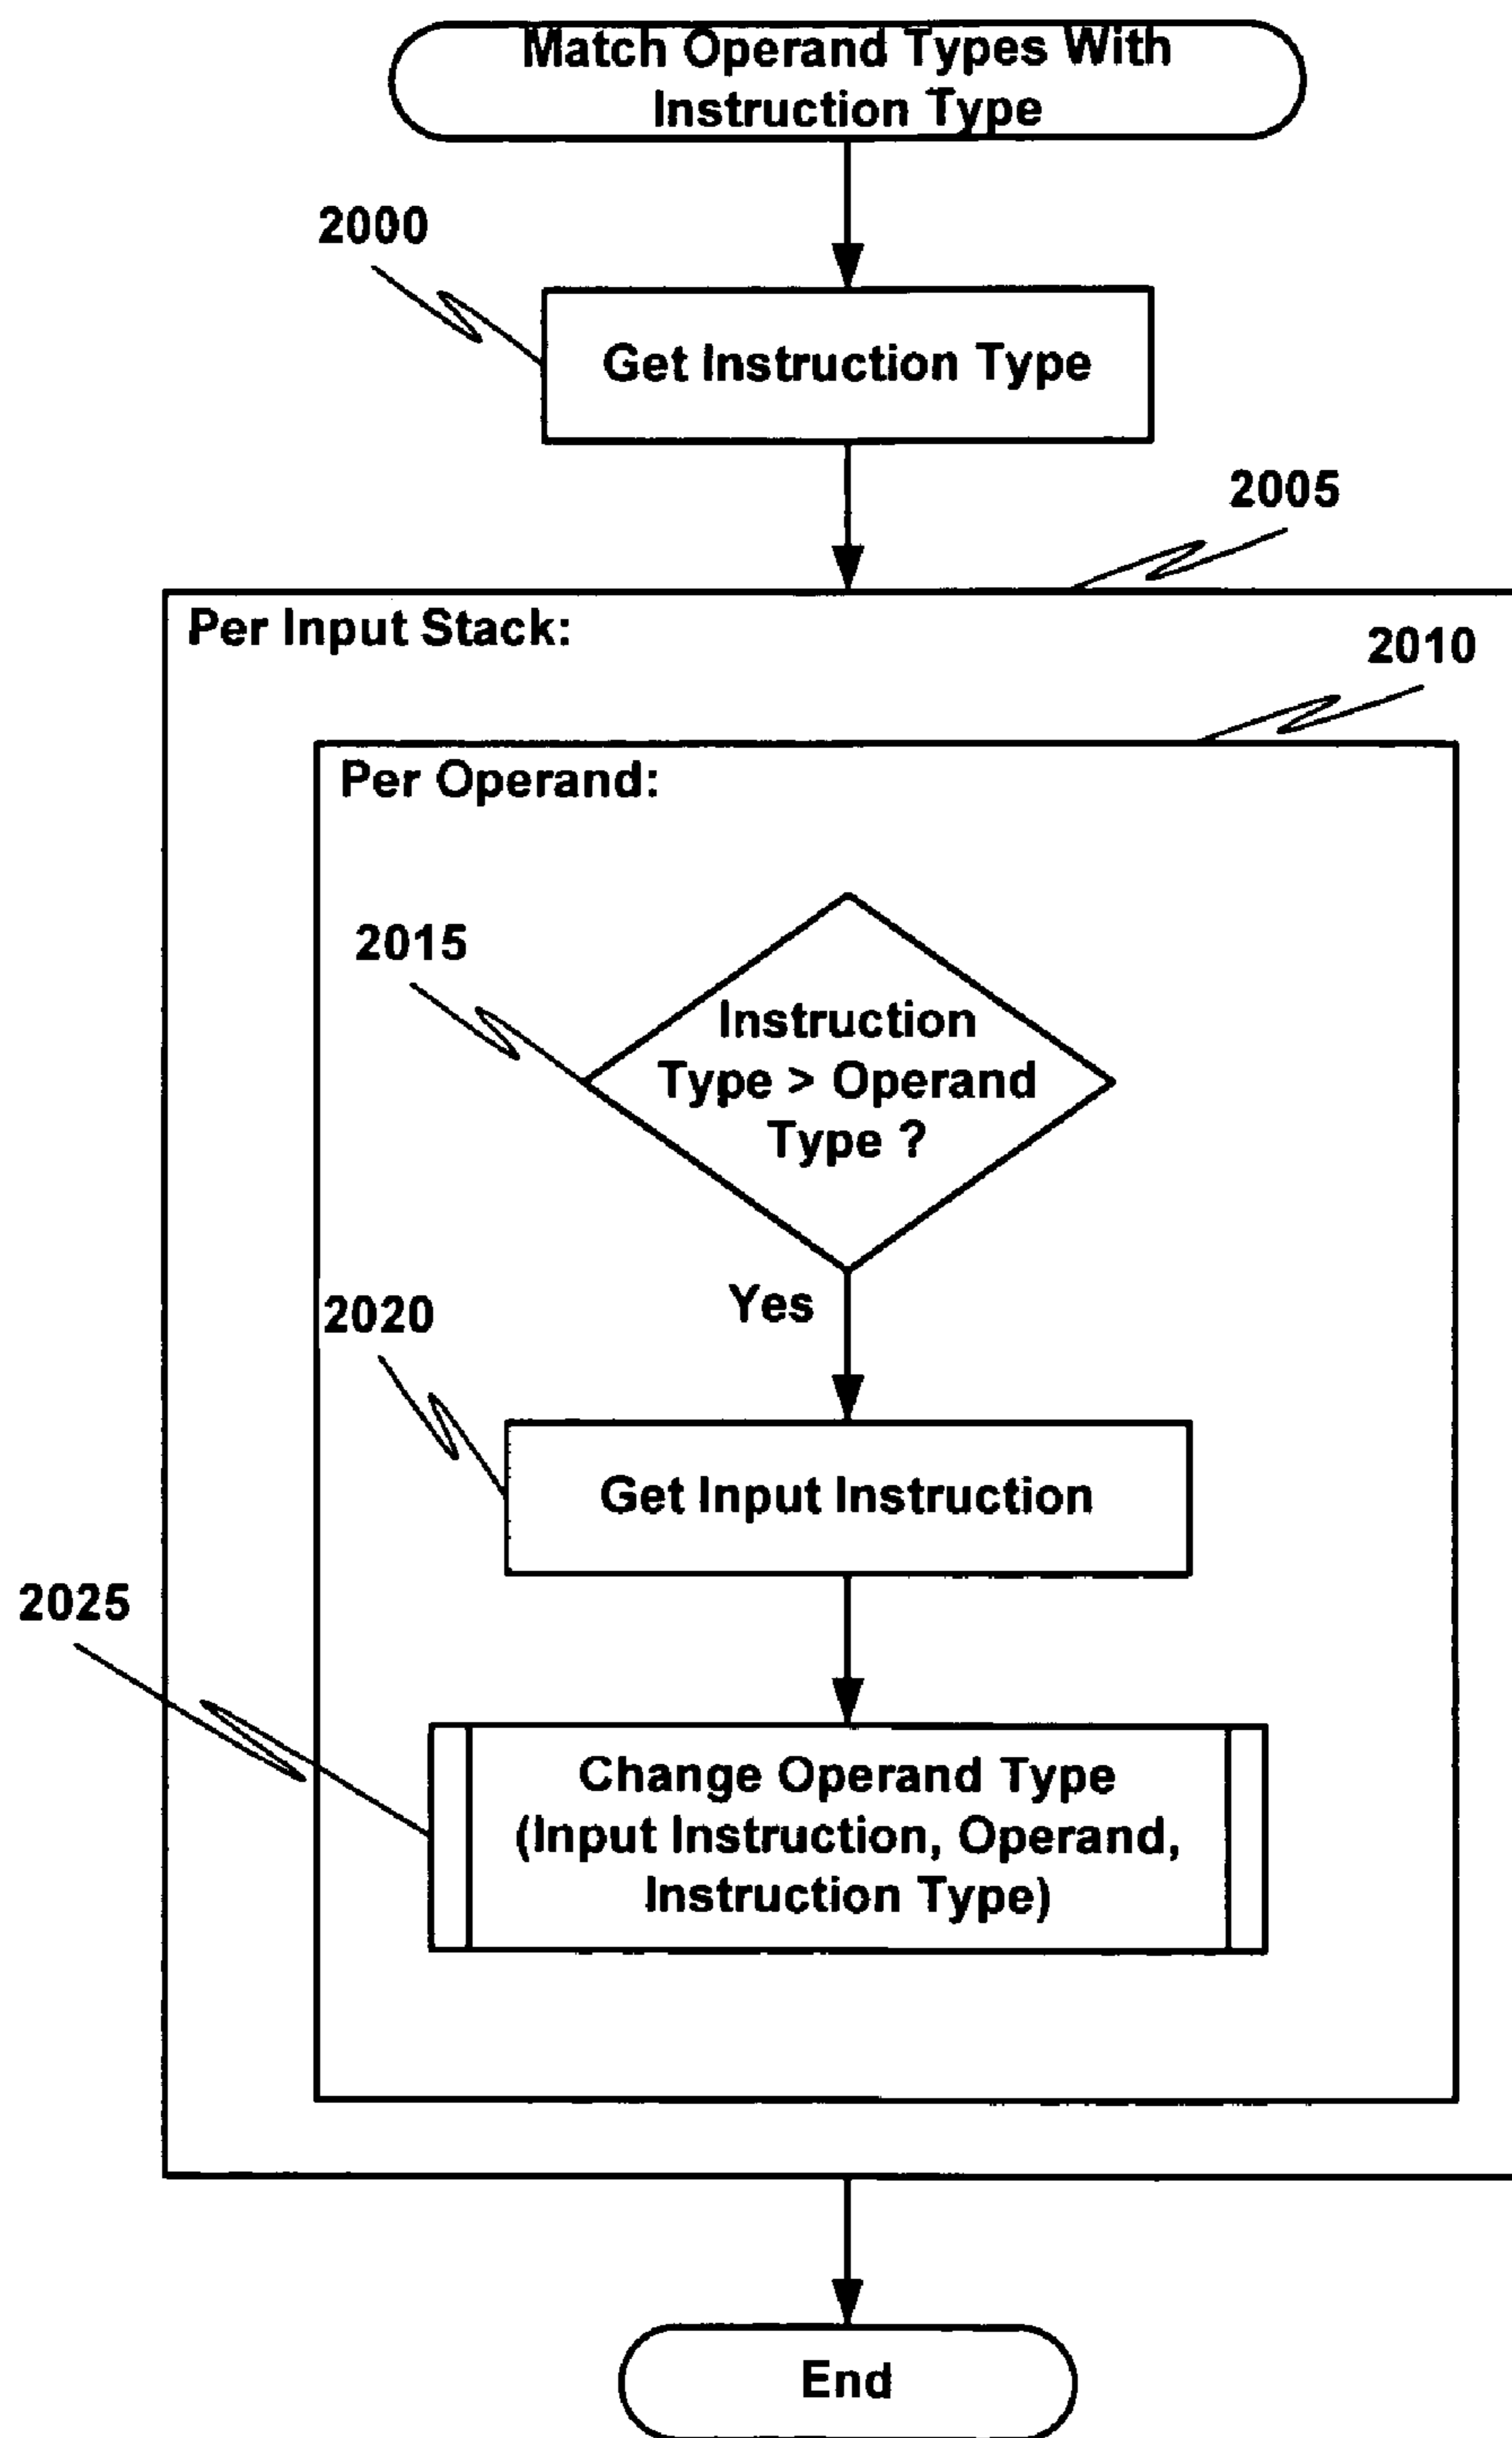 Match Operand Types With
Instruction Type
2000
Get Instruction Type
2005
Per Input Stack:
2010
Per Operand:
2015
Instruction
Type > Operand
Type ?
Yes
2020
Get Input Instruction
2025
Change Operand Type
(Input Instruction, Operand,
Instruction Type)
End